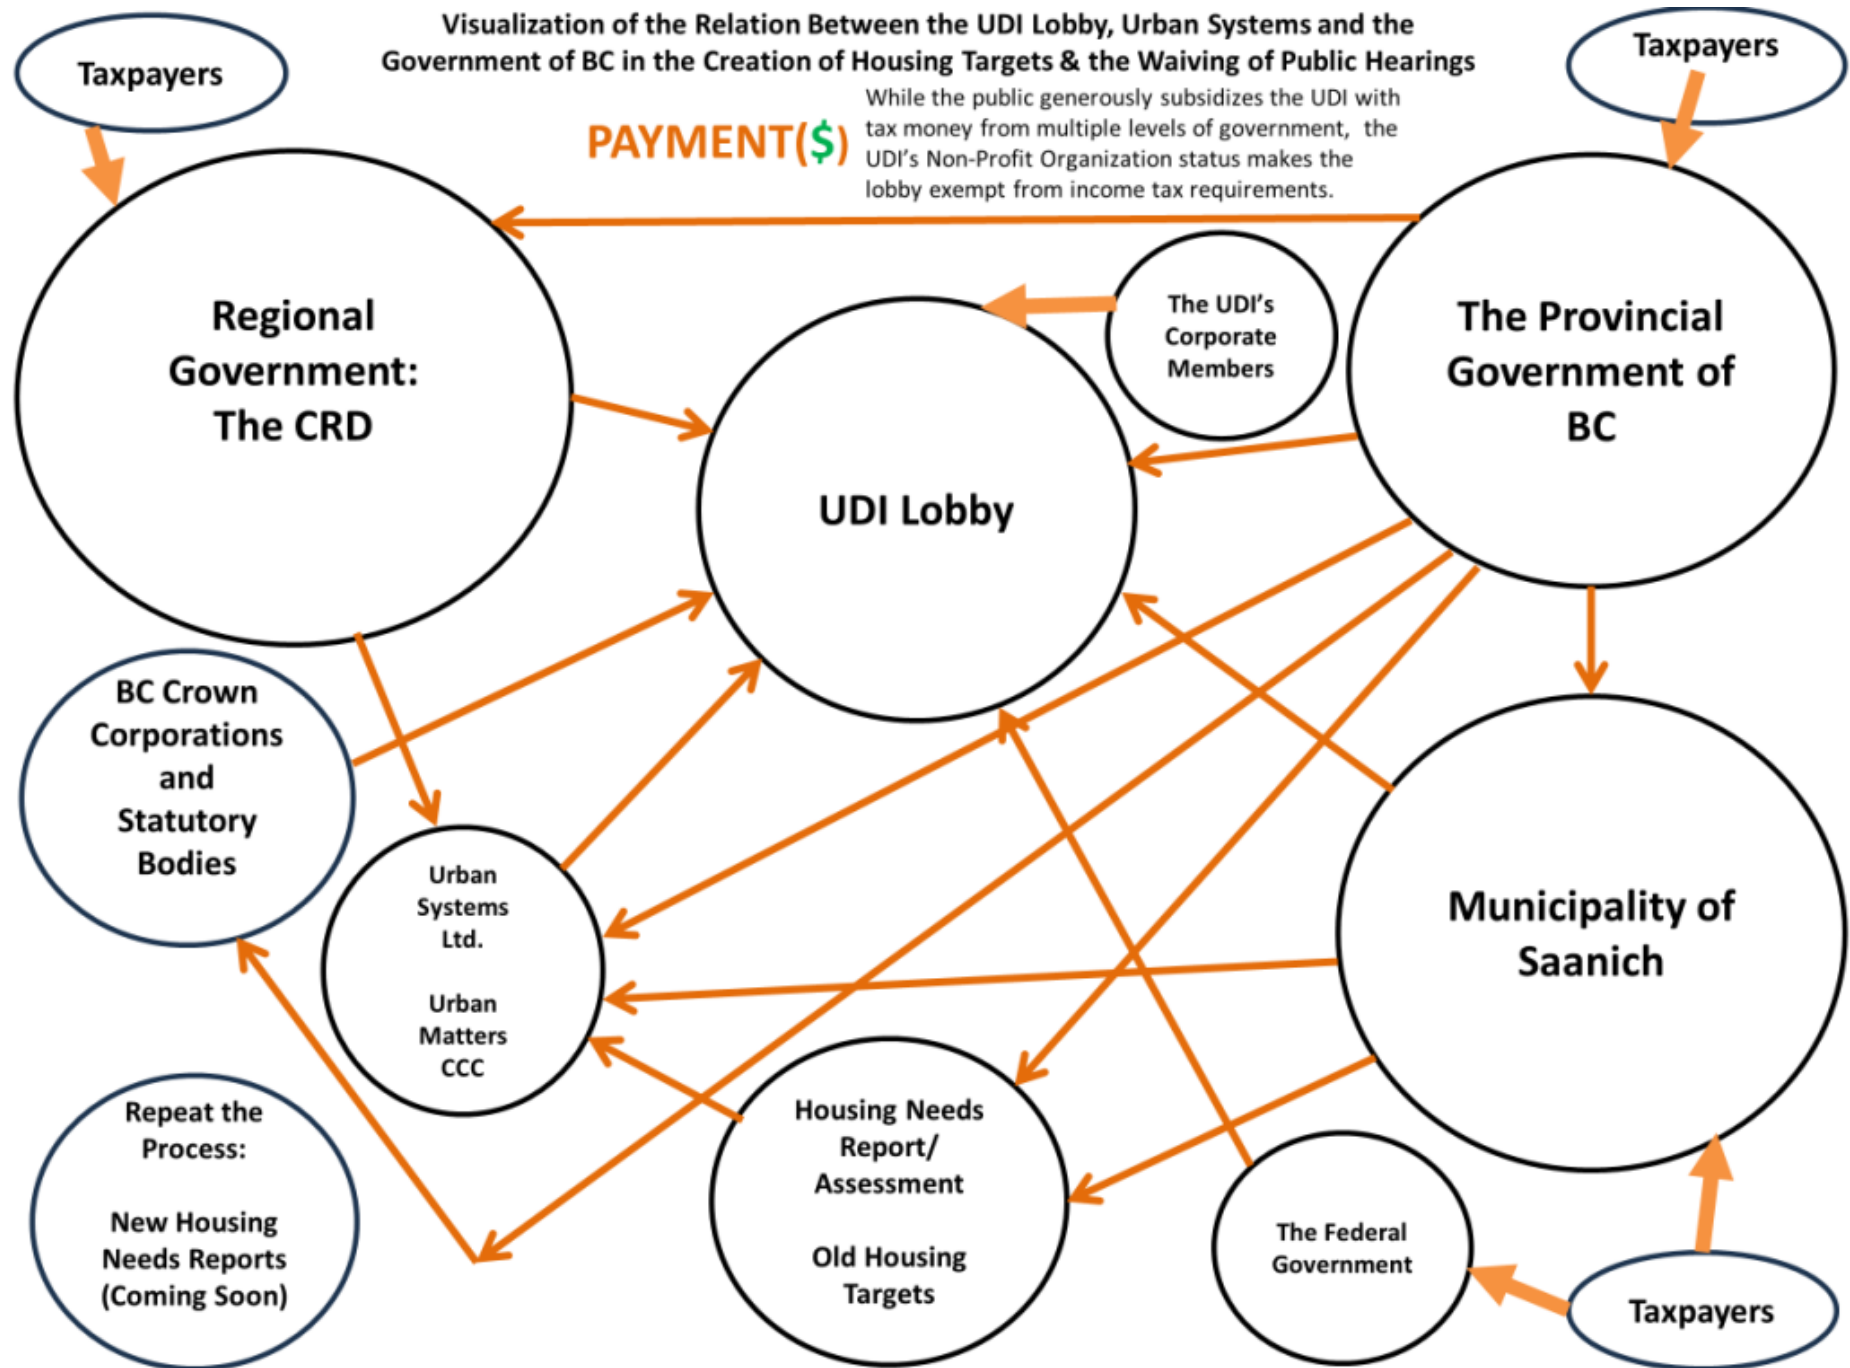 Visualization of the Relation Between the UDI Lobby, Urban Systems and the
Government of BC in the Creation of Housing Targets & the Waiving of Public Hearings
Taxpayers
Taxpayers
PAYMENT($)
While the public generously subsidizes the UDI with
tax money from multiple levels of government, the
UDI's Non-Profit Organization status makes the
lobby exempt from income tax requirements.
Regional
Government:
The CRD
The UDI's
Corporate
Members
The Provincial
Government of
BC
UDI Lobby
BC Crown
Corporations
and
Statutory
Bodies
Urban
Systems
Ltd.
Urban
Matters
CCC
Municipality of
Saanich
Repeat the
Process:
New Housing
Needs Reports
(Coming Soon)
Housing Needs
Report/
Assessment
Old Housing
Targets
The Federal
Government
Taxpayers